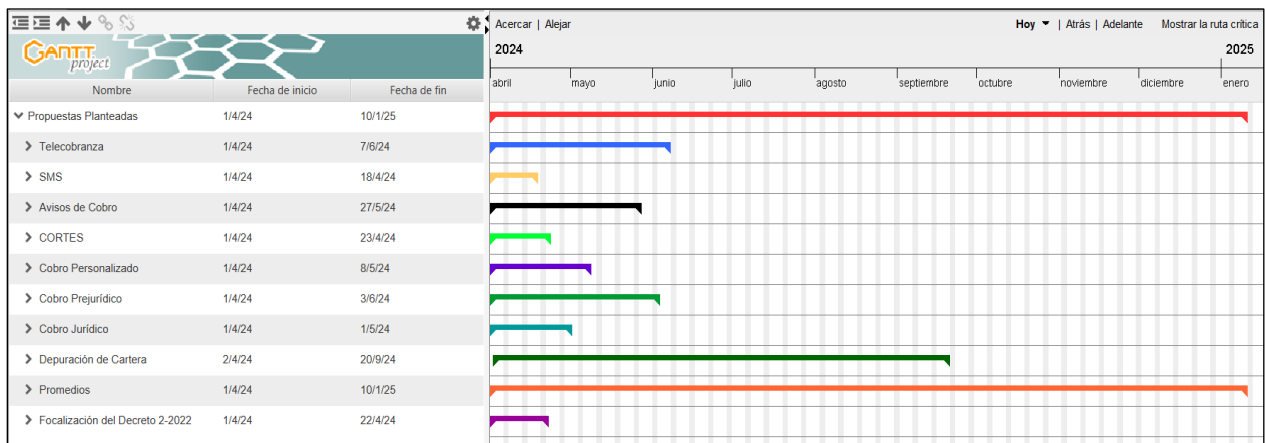 Acercar | Alejar Hoy | Atrás | Adelante Mostrar la ruta crítica
GANTT
project
2024 2025
Nombre Fecha de inicio Fecha de fin
abril mayo junio julio agosto septiembre octubre noviembre diciembre enero
Propuestas Planteadas 1/4/24 10/1/25
Telecobranza 1/4/24 7/6/24
SMS 1/4/24 18/4/24
Avisos de Cobro 1/4/24 27/5/24
CORTES 1/4/24 23/4/24
Cobro Personalizado 1/4/24 8/5/24
Cobro Prejurídico 1/4/24 3/6/24
Cobro Jurídico 1/4/24 1/5/24
Depuración de Cartera 2/4/24 20/9/24
Promedios 1/4/24 10/1/25
Focalización del Decreto 2-2022 1/4/24 22/4/24